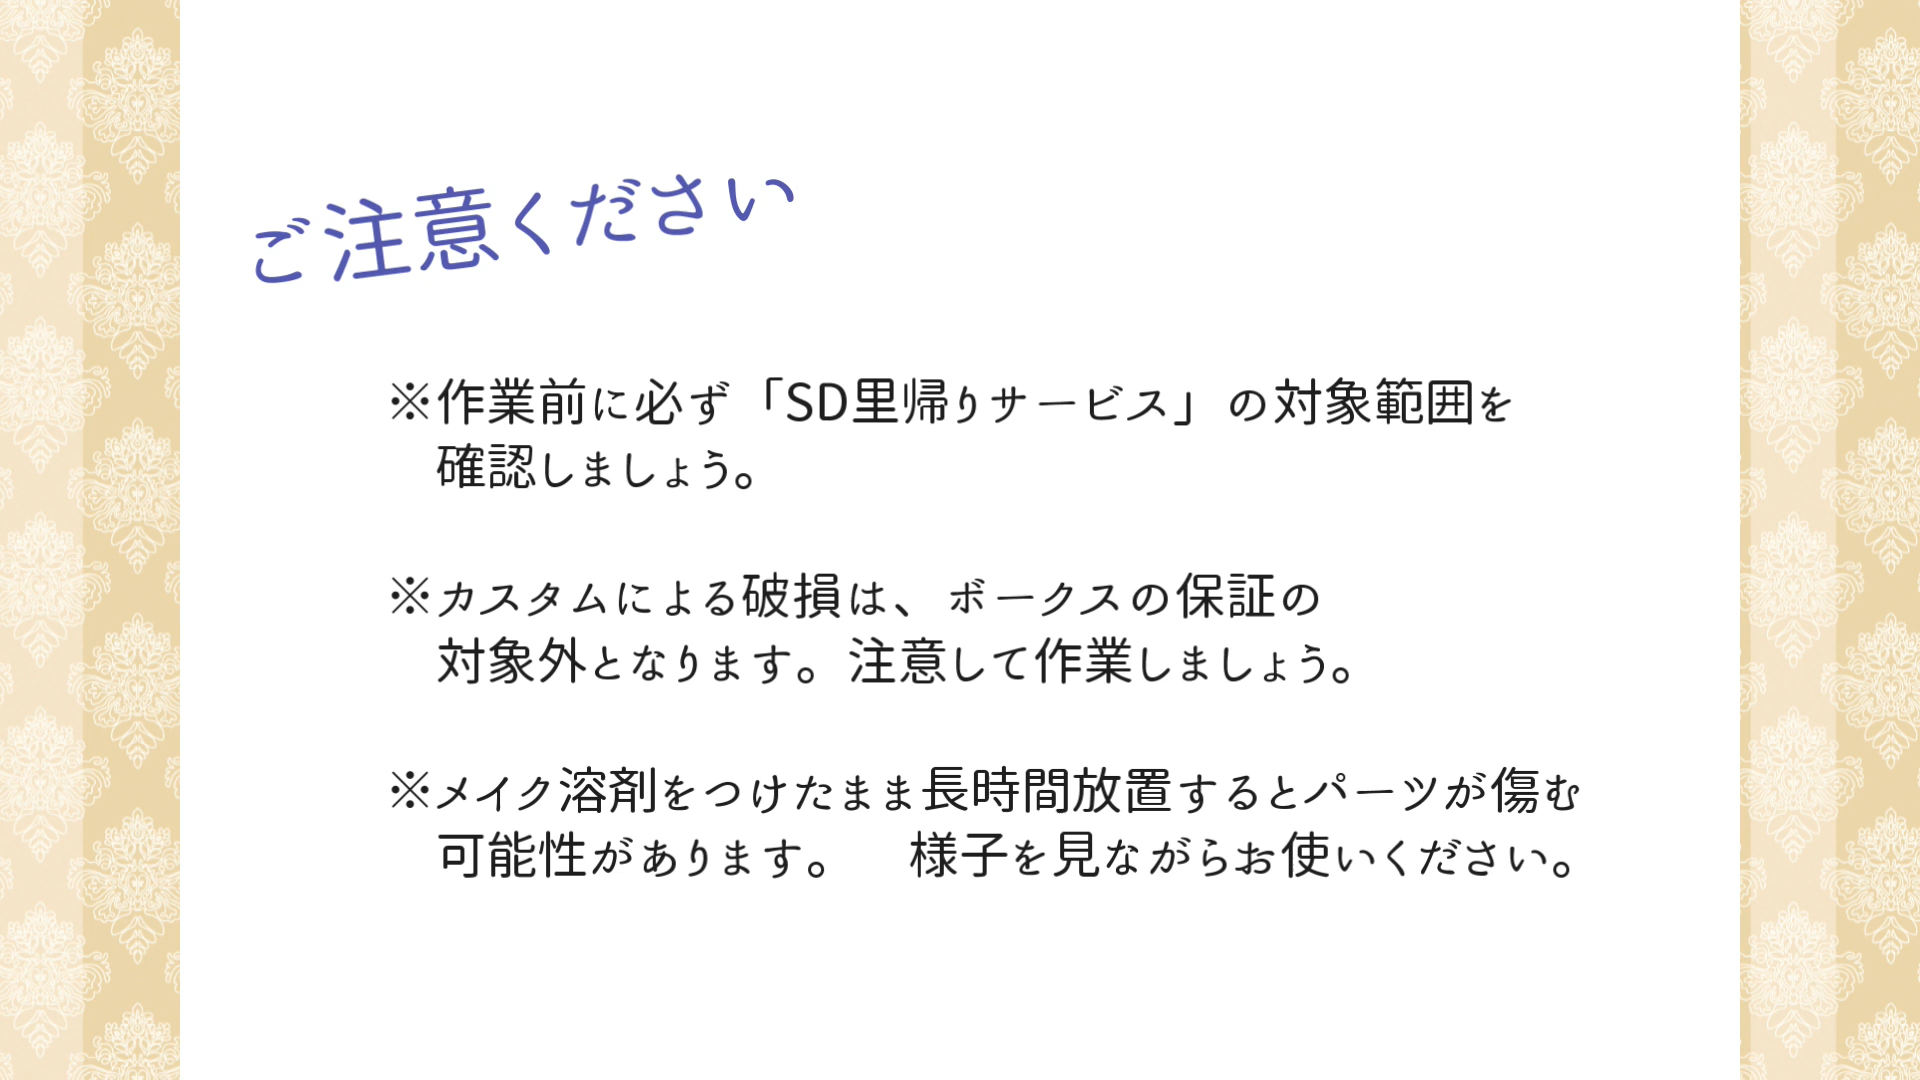 ご注意ください
※作業前に必ず「SD里帰りサービス」の対象範囲を
確認しましょう。
※カスタムによる破損は、ボークスの保証の
対象外となります。注意して作業しましょう。
※メイク溶剤をつけたまま長時間放置するとパーツが傷む
可能性があります。　様子を見ながらお使いください。